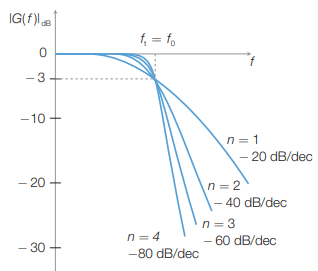 |G(f)| dB
fₜ = f₀
0
f
– 3
– 10
n = 1
– 20 dB/dec
– 20
n = 2
– 40 dB/dec
n = 3
n = 4
– 60 dB/dec
– 30
–80 dB/dec